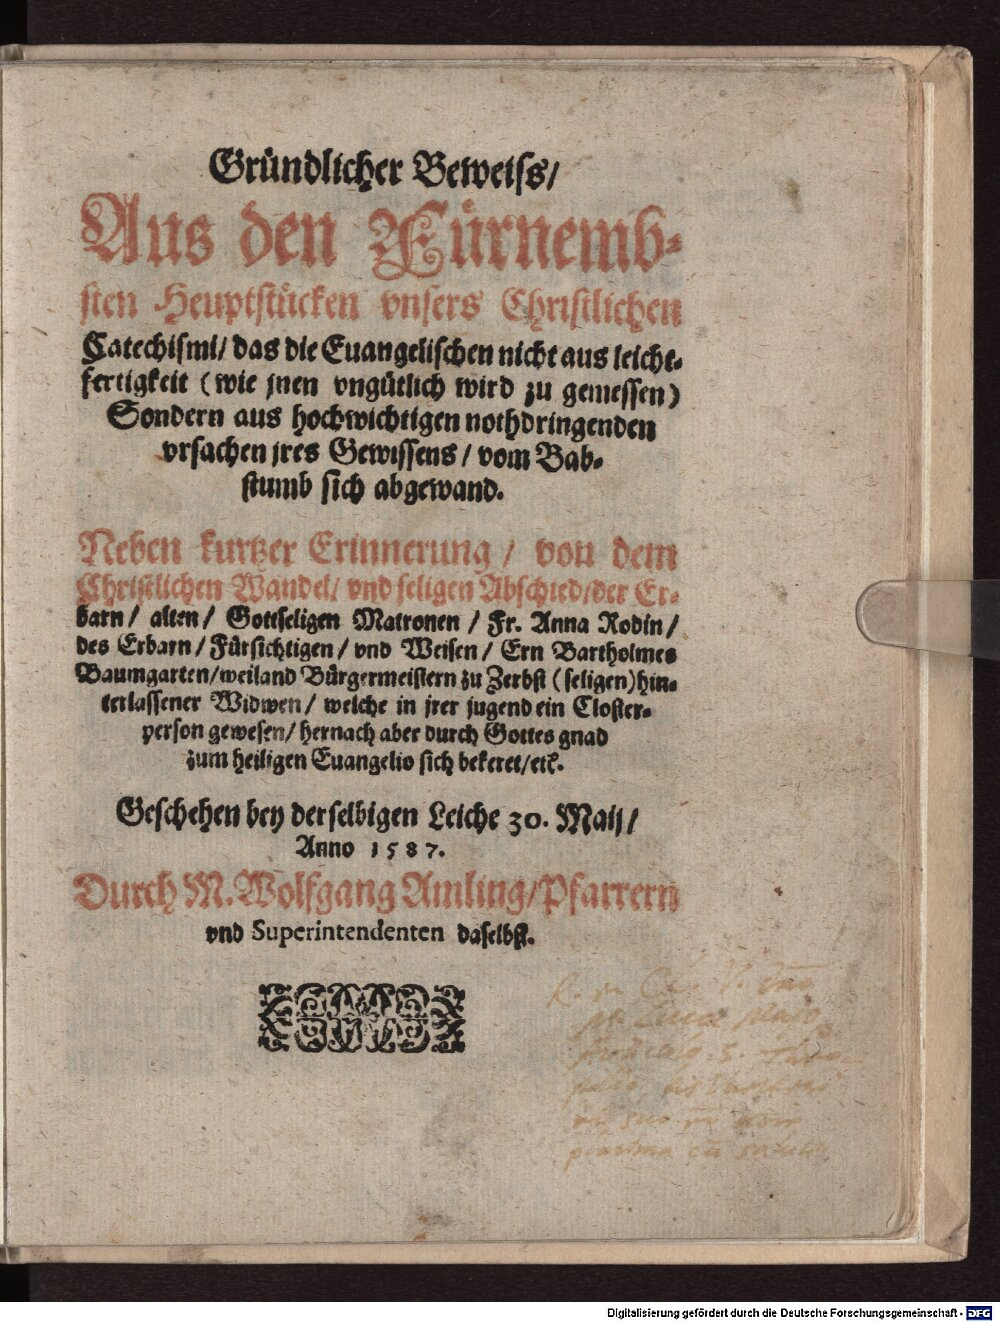 Gründlicher Beweiss/
Aus den Fürnemb-
sten Heuptstücken vnsers Christlichen
Catechismi/ das die Euangelischen nicht aus leicht-
fertigkeit (wie jnen vngütlich wird zu gemessen)
Sondern aus hochwichtigen nothdringenden
vrsachen jres Gewissens/ vom Bab-
stumb sich abgewand.
Neben kurtzer Erinnerung/ von dem
Christlichen Wandel/ vnd seligen Abschied/ der Er-
barn/ alten/ Gottseligen Matronen/ Fr. Anna Rodin/
des Erbarn/ Fürsichtigen/ vnd Weisen/ Ern Bartholmes
Baumgarten/ weiland Bürgermeistern zu Zerbst (seligen) hin-
terlassener Widwen/ welche in jrer jugend ein Closter-
person gewesen/ hernach aber durch Gottes gnad
zum heiligen Euangelio sich bekeret/ etc.
Geschehen bey derselbigen Leiche 30. Maij/
Anno 1587.
Durch M. Wolfgang Amling/ Pfarrern
vnd Superintendenten daselbst.
Digitalisierung gefördert durch die Deutsche Forschungsgemeinschaft - DFG